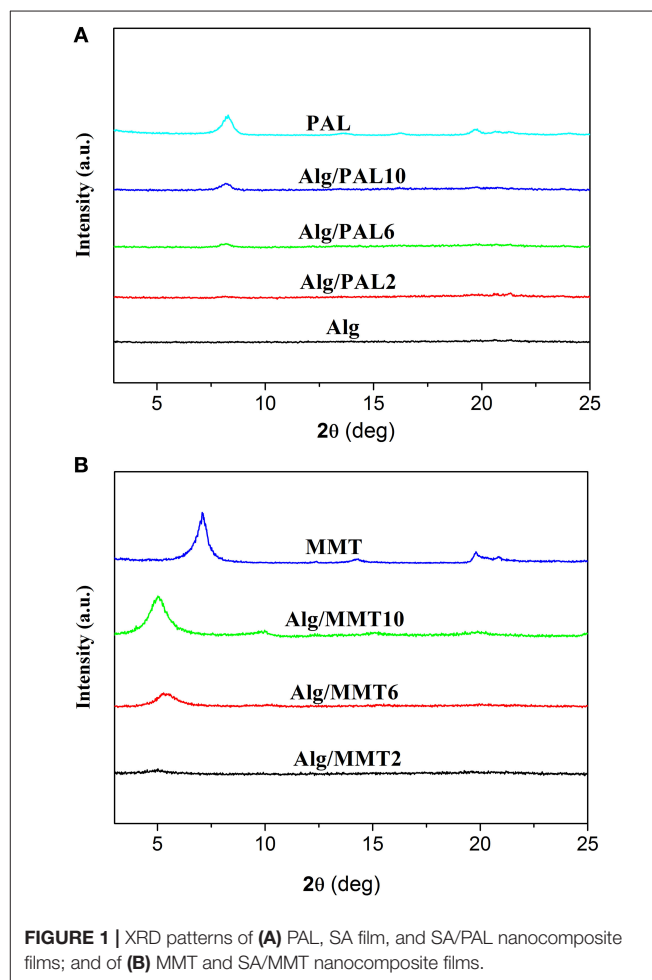 A
Intensity (a.u.)
PAL
Alg/PAL10
Alg/PAL6
Alg/PAL2
Alg
5 10 15 20 25
2θ (deg)
B
Intensity (a.u.)
MMT
Alg/MMT10
Alg/MMT6
Alg/MMT2
5 10 15 20 25
2θ (deg)
FIGURE 1 | XRD patterns of (A) PAL, SA film, and SA/PAL nanocomposite
films; and of (B) MMT and SA/MMT nanocomposite films.